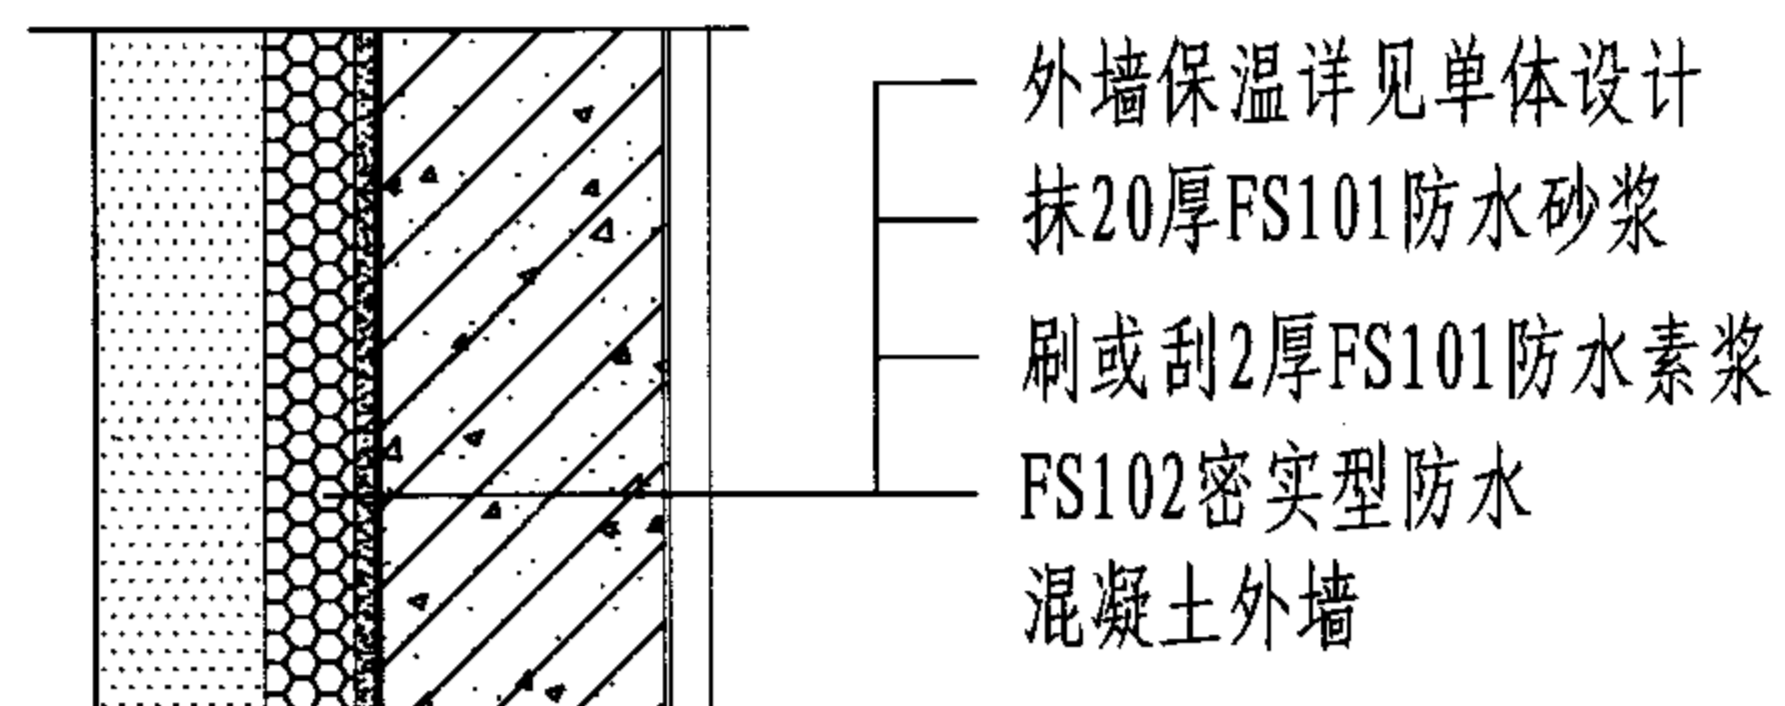 外墙保温详见单体设计
抹20厚FS101防水砂浆
刷或刮2厚FS101防水素浆
FS102密实型防水
混凝土外墙